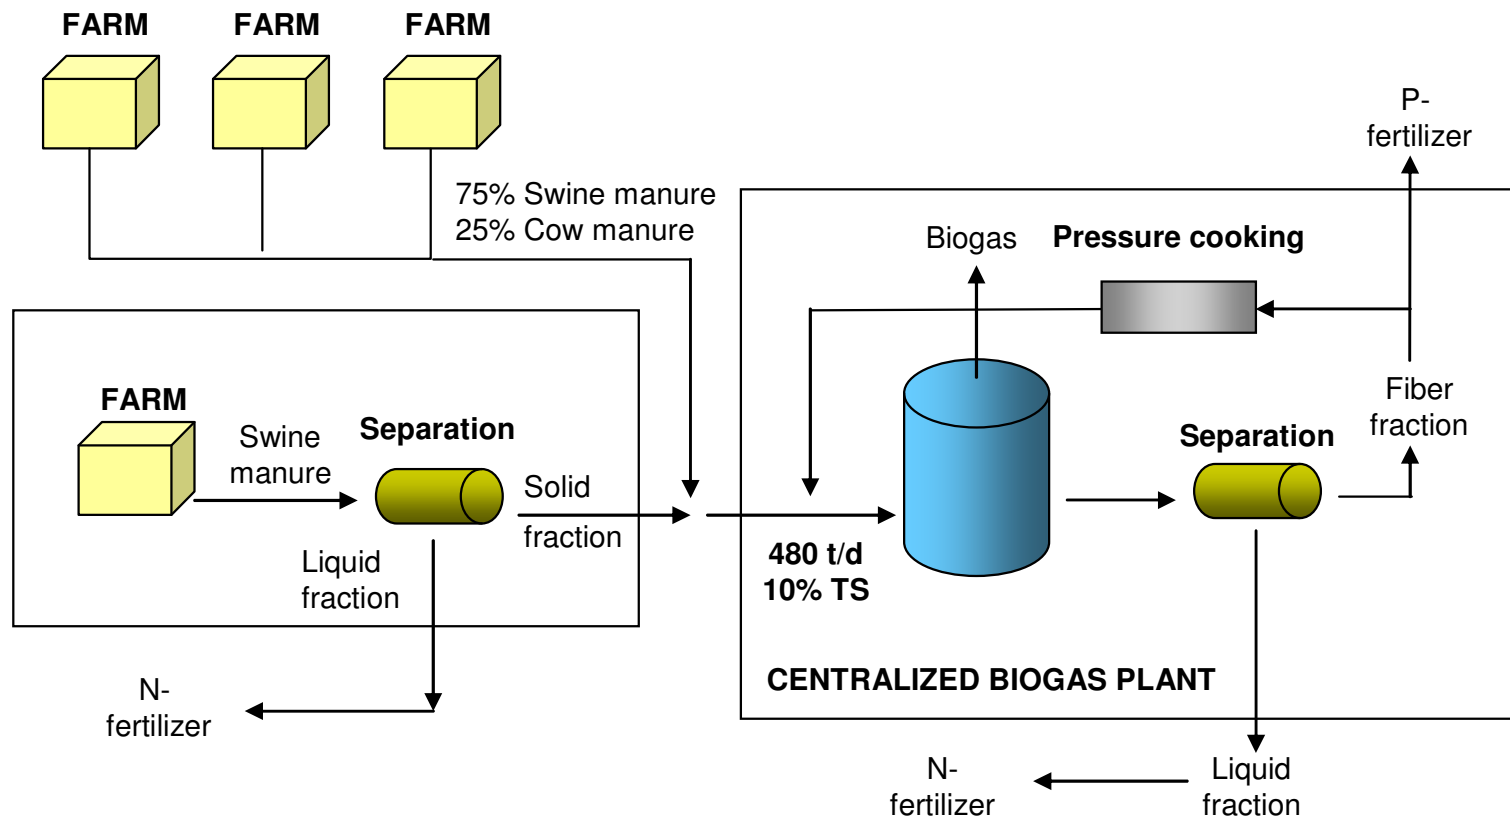 FARM
FARM
FARM
75% Swine manure
25% Cow manure
P-
fertilizer
Biogas
Pressure cooking
FARM
Swine
manure
Separation
Solid
fraction
Liquid
fraction
N-
fertilizer
480 t/d
10% TS
Separation
Fiber
fraction
CENTRALIZED BIOGAS PLANT
N-
fertilizer
Liquid
fraction